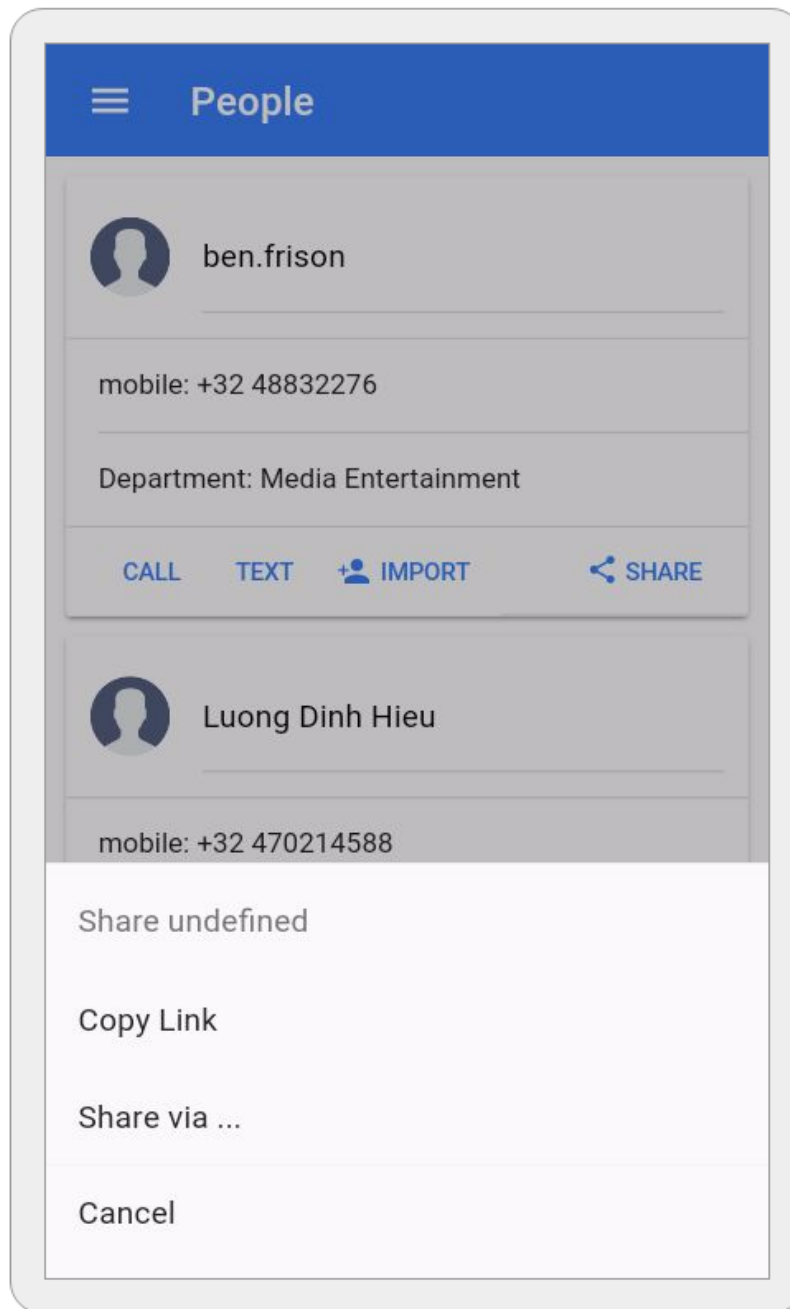 People
ben.frison
mobile: +32 48832276
Department: Media Entertainment
CALL TEXT IMPORT SHARE
Luong Dinh Hieu
mobile: +32 470214588
Share undefined
Copy Link
Share via ...
Cancel